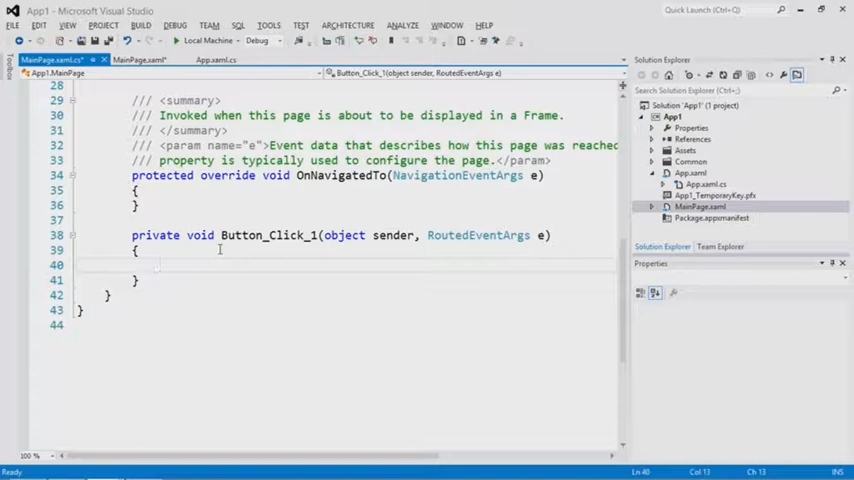 App1 - Microsoft Visual Studio
Quick Launch (Ctrl+Q)
FILE EDIT VIEW PROJECT BUILD DEBUG TEAM SQL TOOLS TEST ARCHITECTURE ANALYZE WINDOW HELP
Local Machine Debug
MainPage.xaml.cs* MainPage.xaml* App.xaml.cs
App1.MainPage
Button_Click_1(object sender, RoutedEventArgs e)
28
29 /// <summary>
30 /// Invoked when this page is about to be displayed in a Frame.
31 /// </summary>
32 /// <param name="e">Event data that describes how this page was reached
33 /// property is typically used to configure the page.</param>
34 protected override void OnNavigatedTo(NavigationEventArgs e)
35 {
36 }
37
38 private void Button_Click_1(object sender, RoutedEventArgs e)
39 {
40
41 }
42 }
43 }
44
100 %
Toolbox
Solution Explorer
Search Solution Explorer (Ctrl+;)
Solution 'App1' (1 project)
App1
Properties
References
Assets
Common
App.xaml
App.xaml.cs
App1_TemporaryKey.pfx
MainPage.xaml
Package.appxmanifest
Solution Explorer Team Explorer
Properties
Ready
Ln 40 Col 13 Ch 13 INS